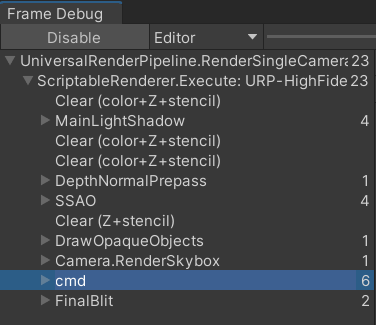 Frame Debug
Disable Editor
UniversalRenderPipeline.RenderSingleCamera 23
ScriptableRenderer.Execute: URP-HighFide 23
Clear (color+Z+stencil)
MainLightShadow 4
Clear (color+Z+stencil)
Clear (color+Z+stencil)
DepthNormalPrepass 1
SSAO 4
Clear (Z+stencil)
DrawOpaqueObjects 1
Camera.RenderSkybox 1
cmd 6
FinalBlit 2